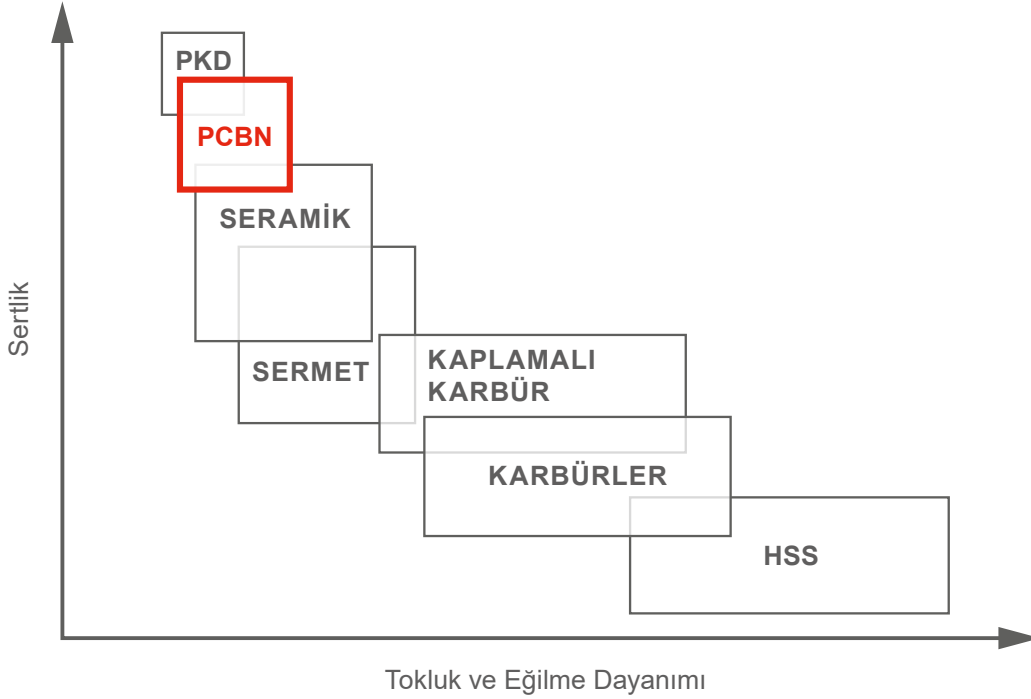 PKD
PCBN
SERAMİK
SERMET
KAPLAMALI
KARBÜR
KARBÜRLER
HSS
Sertlik
Tokluk ve Eğilme Dayanımı